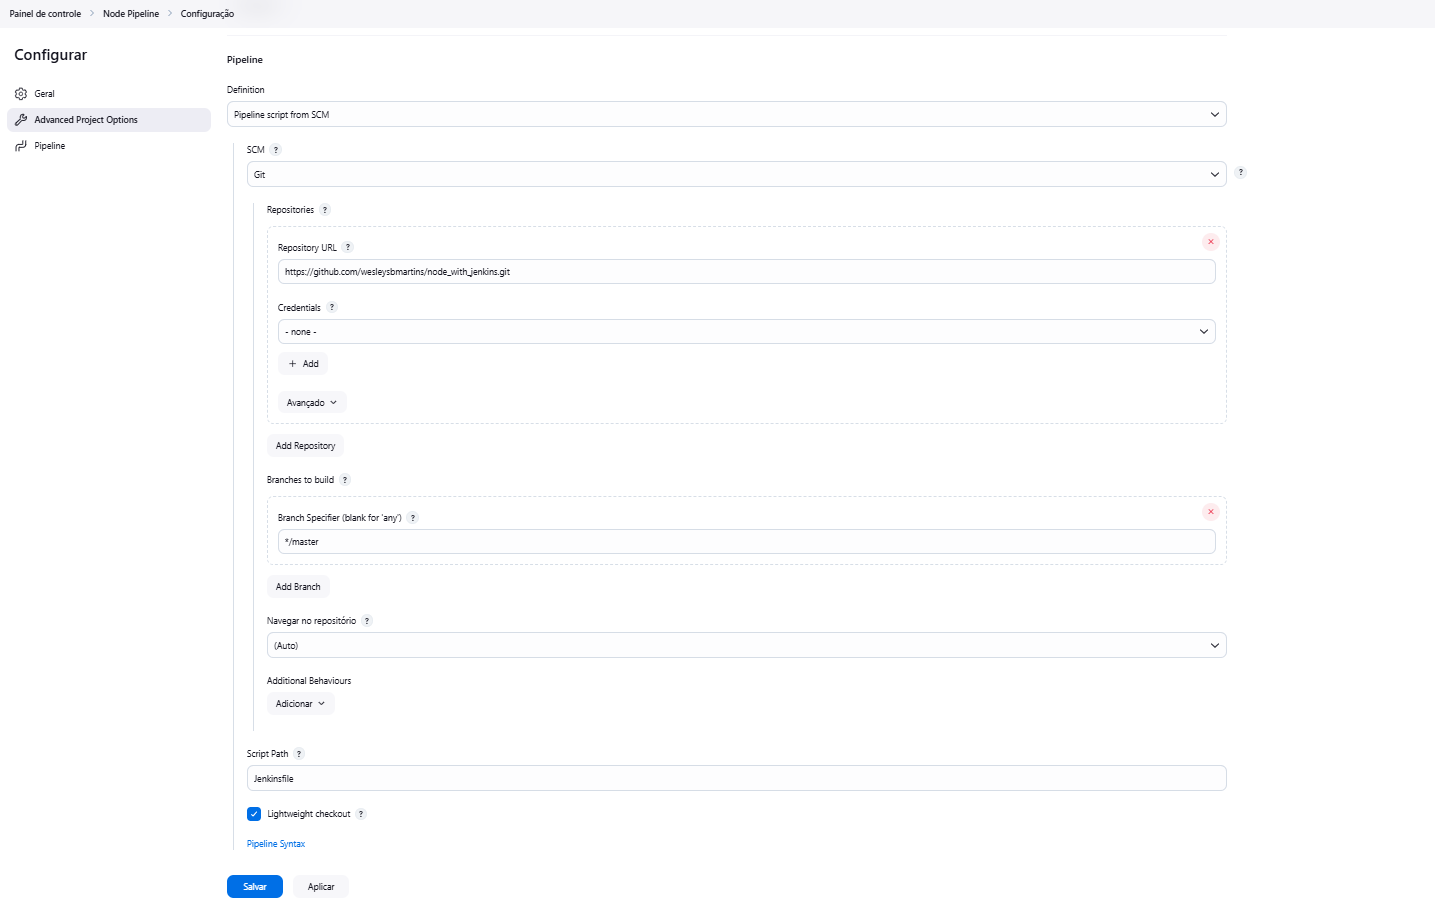 Painel de controle > Node Pipeline > Configuração
Configurar
Geral
Advanced Project Options
Pipeline
Pipeline
Definition
Pipeline script from SCM
SCM ?
Git
?
Repositories ?
Repository URL ?
https://github.com/wesleysbmartins/node_with_jenkins.git
Credentials ?
- none -
+ Add
Avançado
Add Repository
Branches to build ?
Branch Specifier (blank for 'any') ?
*/master
Add Branch
Navegar no repositório ?
(Auto)
Additional Behaviours
Adicionar
Script Path ?
Jenkinsfile
Lightweight checkout ?
Pipeline Syntax
Salvar Aplicar